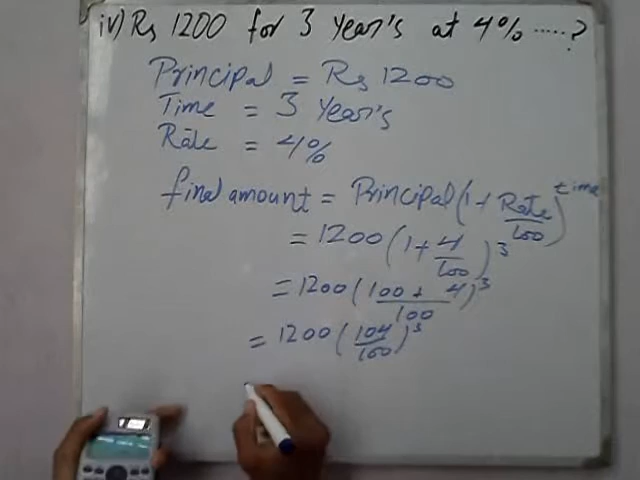 iv) Rs 1200 for 3 Year's at 4% .....?
Principal = Rs 1200
Time = 3 Year's
Rate = 4%
final amount = Principal (1 + Rate/100)^time
= 1200 (1 + 4/100)^3
= 1200 (100 + 4/100)^3
= 1200 (104/100)^3